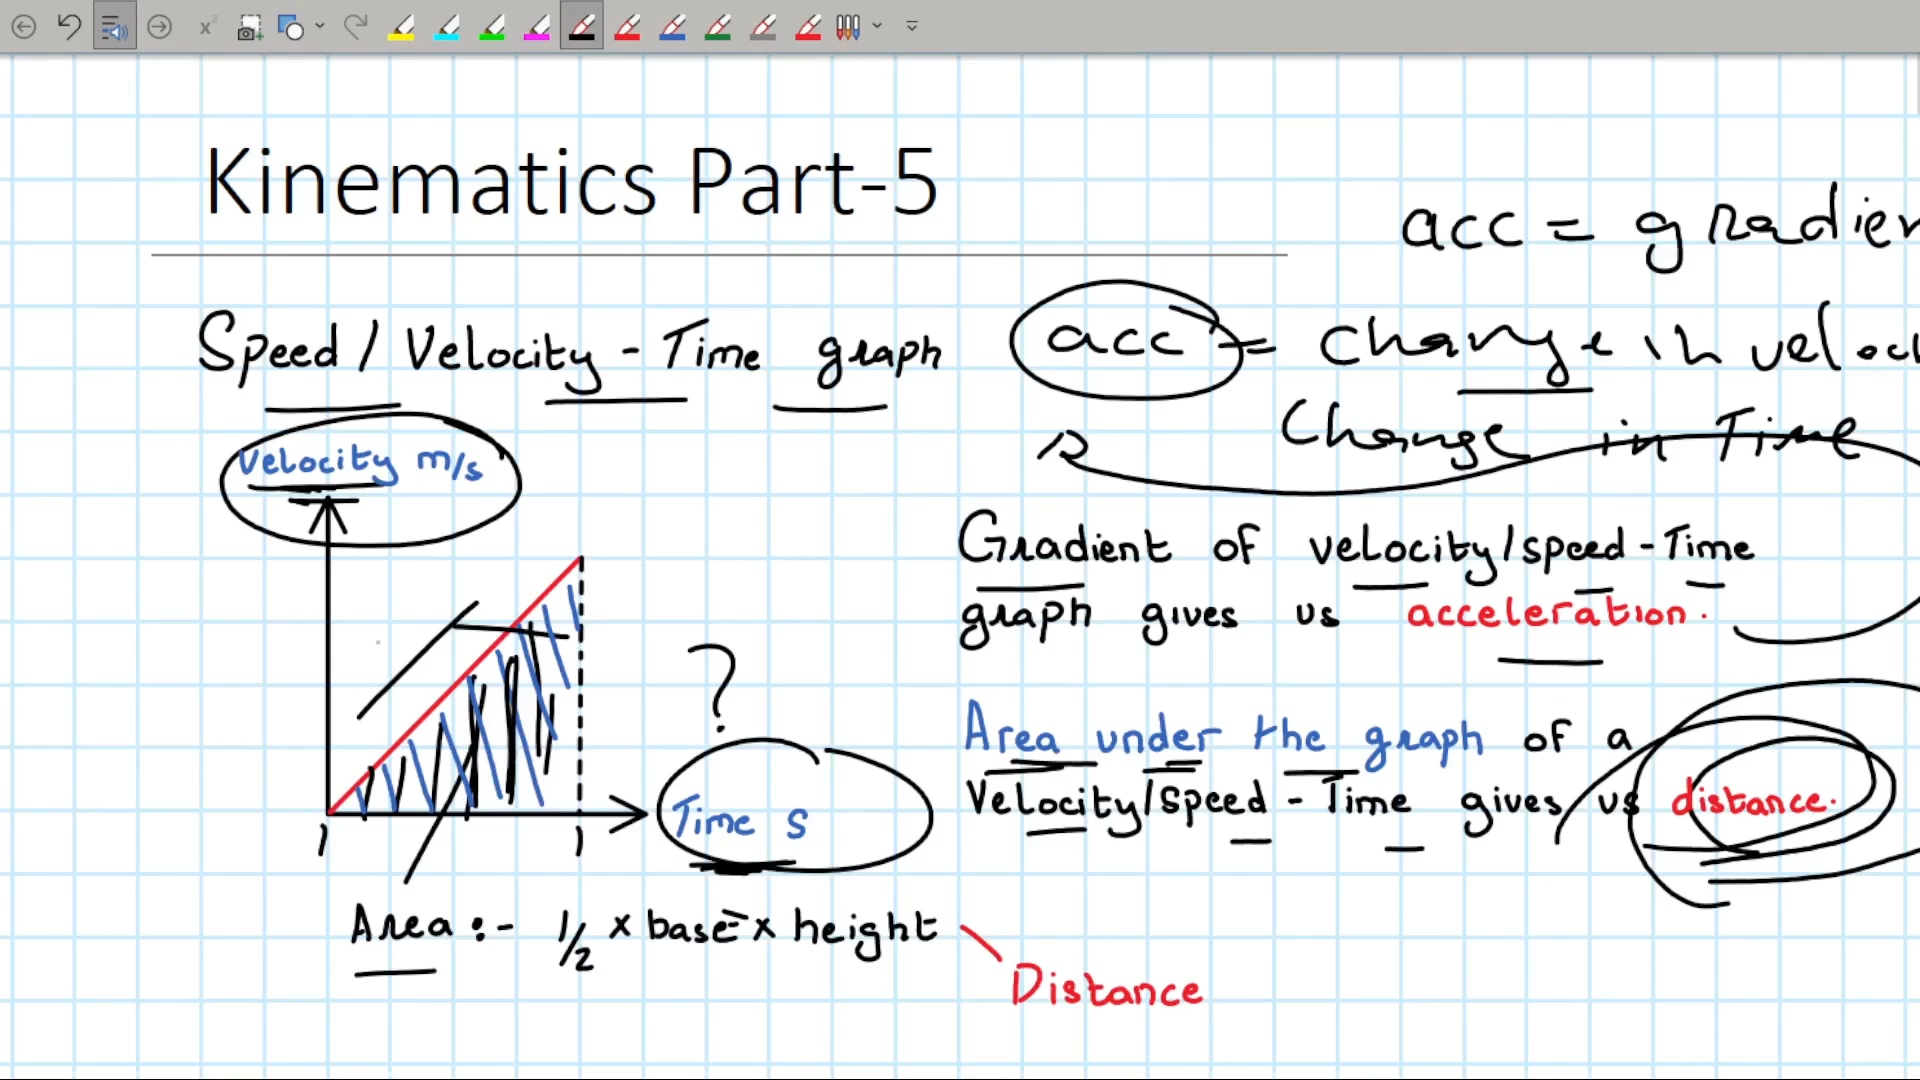 Kinematics Part-5
acc = gradien
Speed / Velocity - Time graph
acc = change in veloc
Change in Time
velocity m/s
Gradient of velocity/speed - Time
graph gives us acceleration.
?
Area under the graph of a
Velocity/speed - Time gives us distance.
Time s
Area :- 1/2 × base × height
Distance